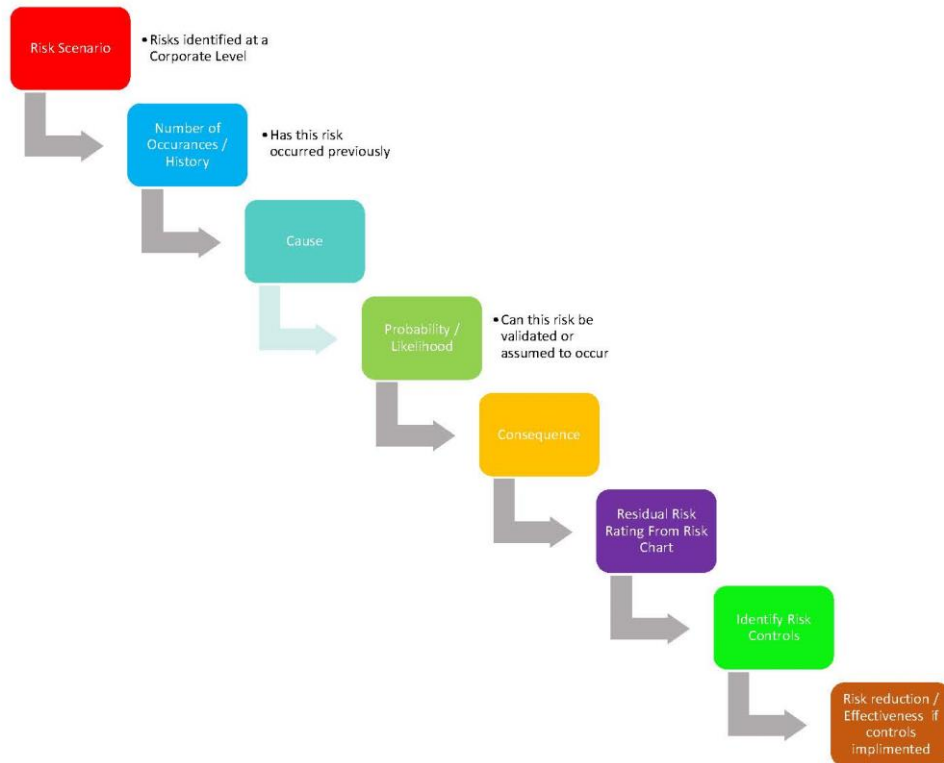 Risk Scenario
•Risks identified at a
Corporate Level
Number of
Occurances /
History
•Has this risk
occurred previously
Cause
Probability /
Likelihood
•Can this risk be
validated or
assumed to occur
Consequence
Residual Risk
Rating From Risk
Chart
Identify Risk
Controls
Risk reduction /
Effectiveness if
controls
implimented